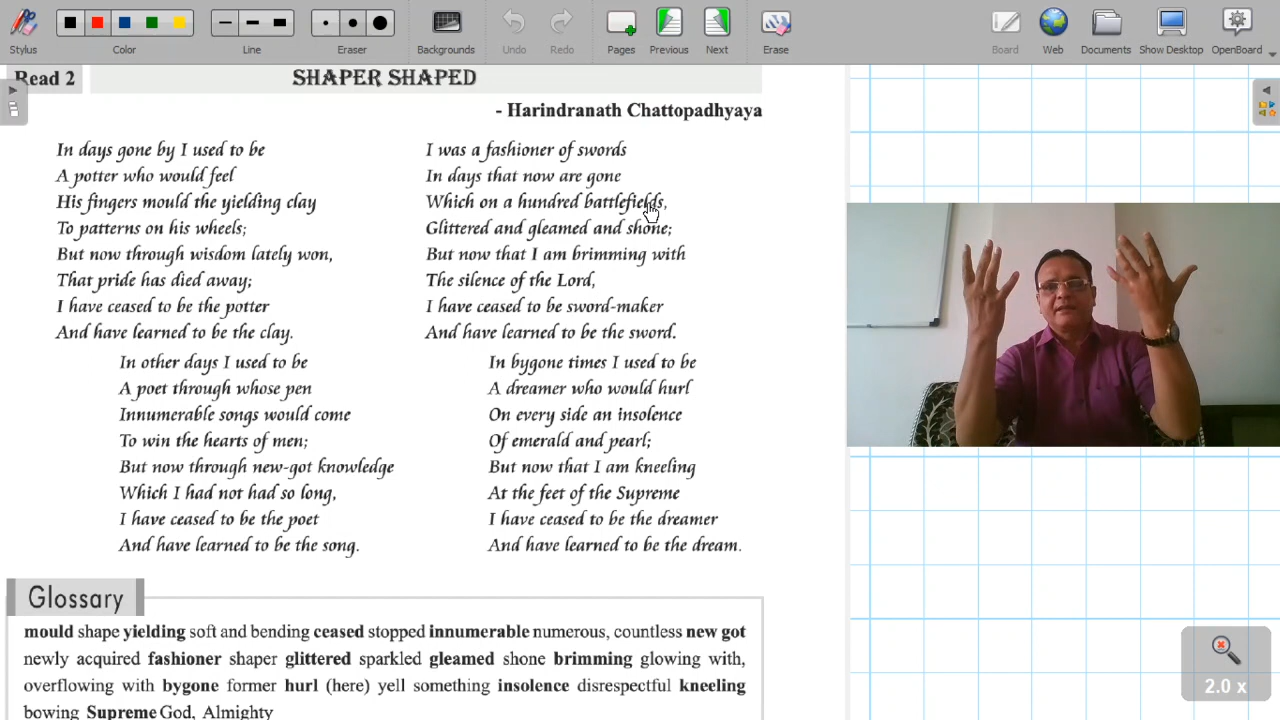 Stylus
Color
Line
Eraser
Backgrounds
Undo
Redo
Pages
Previous
Next
Erase
Board
Web
Documents
Show Desktop
OpenBoard
Read 2
SHAPER SHAPED
- Harindranath Chattopadhyaya
In days gone by I used to be
A potter who would feel
His fingers mould the yielding clay
To patterns on his wheels;
But now through wisdom lately won,
That pride has died away;
I have ceased to be the potter
And have learned to be the clay.
In other days I used to be
A poet through whose pen
Innumerable songs would come
To win the hearts of men;
But now through new-got knowledge
Which I had not had so long,
I have ceased to be the poet
And have learned to be the song.
I was a fashioner of swords
In days that now are gone
Which on a hundred battlefields,
Glittered and gleamed and shone;
But now that I am brimming with
The silence of the Lord,
I have ceased to be sword-maker
And have learned to be the sword.
In bygone times I used to be
A dreamer who would hurl
On every side an insolence
Of emerald and pearl;
But now that I am kneeling
At the feet of the Supreme
I have ceased to be the dreamer
And have learned to be the dream.
Glossary
mould shape yielding soft and bending ceased stopped innumerable numerous, countless new got
newly acquired fashioner shaper glittered sparkled gleamed shone brimming glowing with,
overflowing with bygone former hurl (here) yell something insolence disrespectful kneeling
bowing Supreme God, Almighty
2.0 x